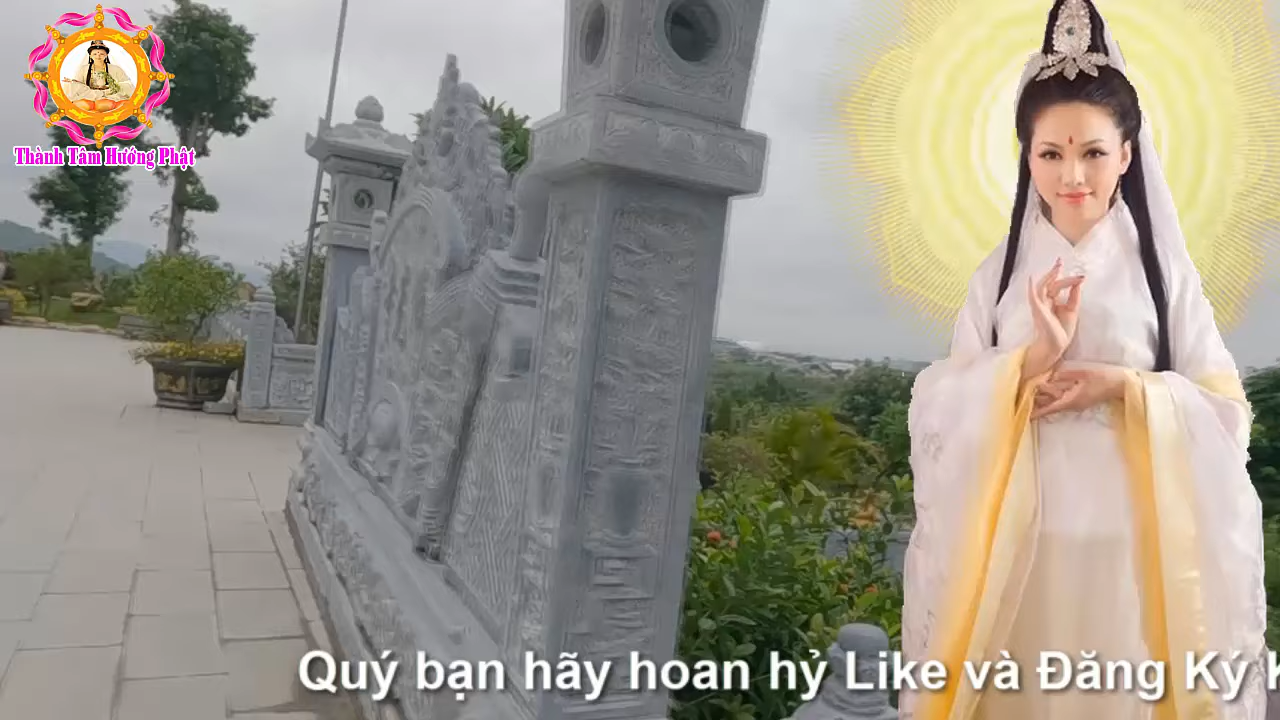 Thành Tâm Hướng Phật
Quý bạn hãy hoan hỷ Like và Đăng Ký